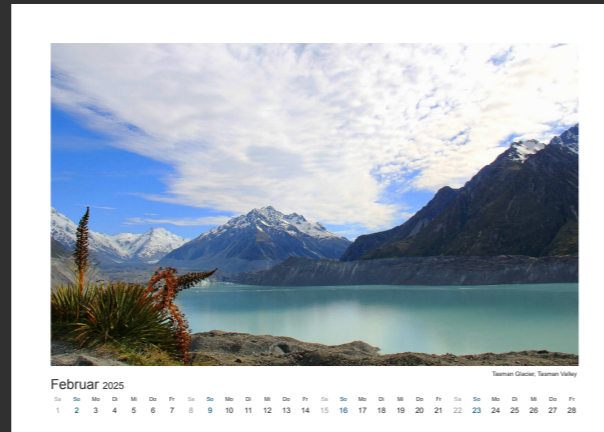 Tasman Glacier, Tasman Valley
Februar 2025
Sa So Mo Di Mi Do Fr Sa So Mo Di Mi Do Fr Sa So Mo Di Mi Do Fr Sa So Mo Di Mi Do Fr
1 2 3 4 5 6 7 8 9 10 11 12 13 14 15 16 17 18 19 20 21 22 23 24 25 26 27 28